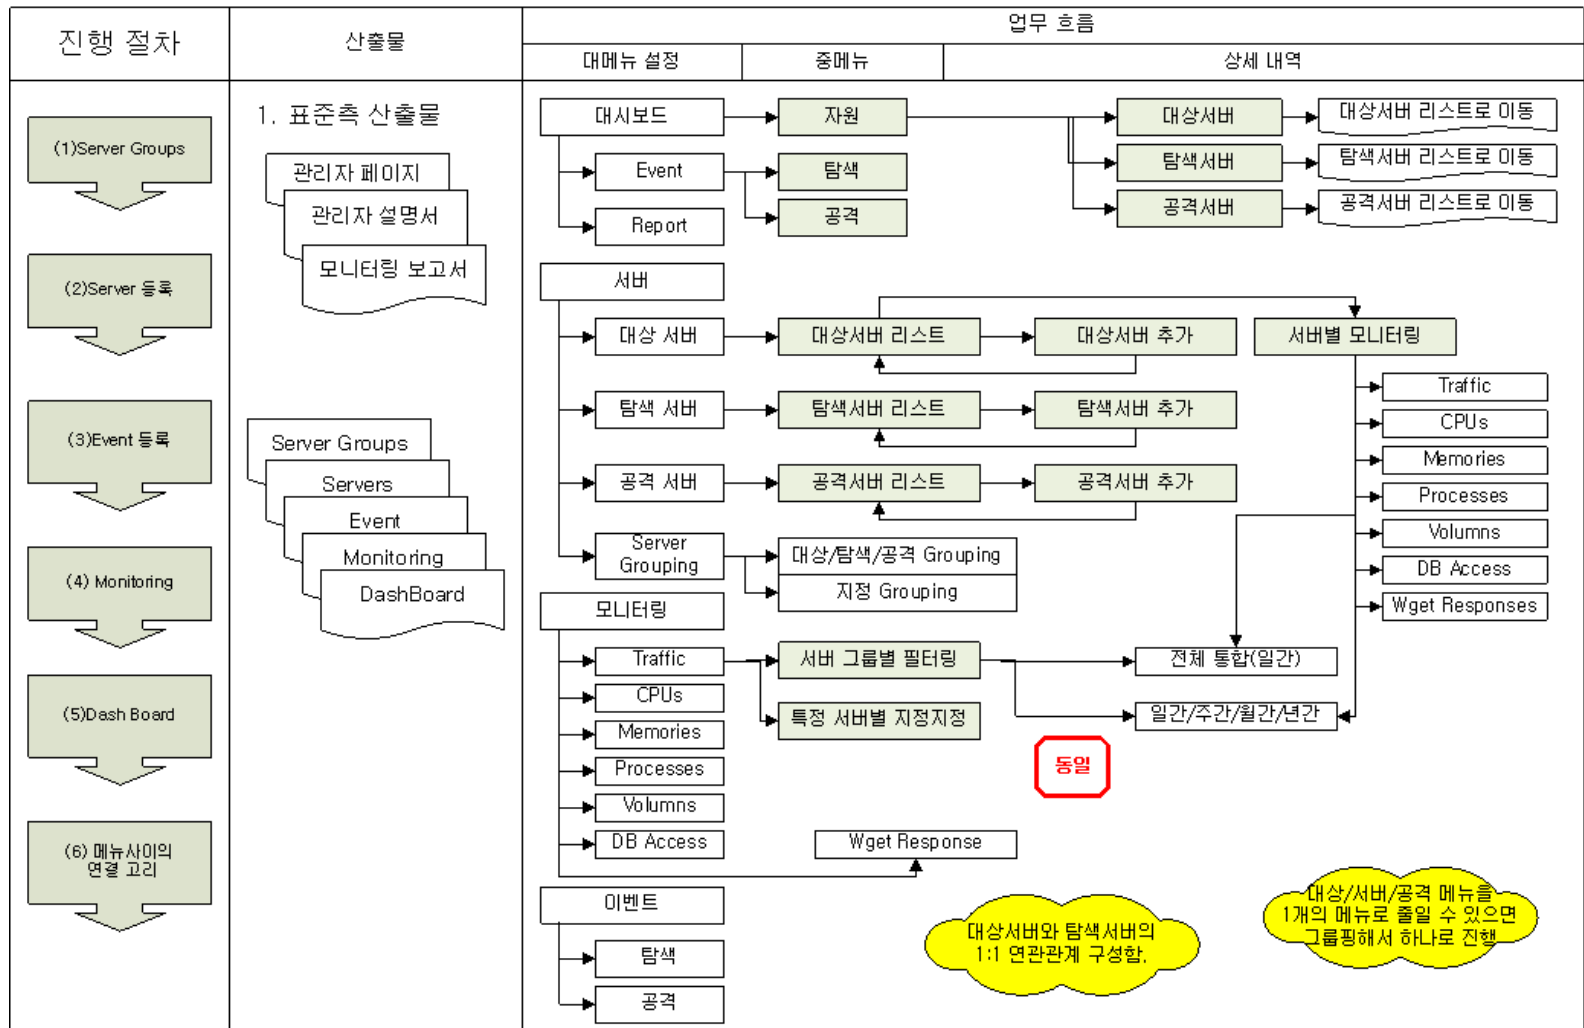 진행 절차
산출물
업무 흐름
대메뉴 설정
중메뉴
상세 내역
(1)Server Groups
(2)Server 등록
(3)Event 등록
(4) Monitoring
(5)Dash Board
(6) 메뉴사이의
연결 고리
1. 표준측 산출물
관리자 페이지
관리자 설명서
모니터링 보고서
Server Groups
Servers
Event
Monitoring
DashBoard
대시보드
자원
대상서버
대상서버 리스트로 이동
Event
탐색
탐색서버
탐색서버 리스트로 이동
Report
공격
공격서버
공격서버 리스트로 이동
서버
대상 서버
대상서버 리스트
대상서버 추가
서버별 모니터링
탐색 서버
탐색서버 리스트
탐색서버 추가
공격 서버
공격서버 리스트
공격서버 추가
Server
Grouping
대상/탐색/공격 Grouping
지정 Grouping
Traffic
CPUs
Memories
Processes
Volumns
DB Access
Wget Responses
모니터링
Traffic
서버 그룹별 필터링
전체 통합(일간)
CPUs
특정 서버별 지정지정
일간/주간/월간/년간
Memories
동일
Processes
Volumns
DB Access
Wget Response
이벤트
탐색
공격
대상서버와 탐색서버의
1:1 연관관계 구성함.
대상/서버/공격 메뉴을
1개의 메뉴로 줄일 수 있으면
그룹핑해서 하나로 진행